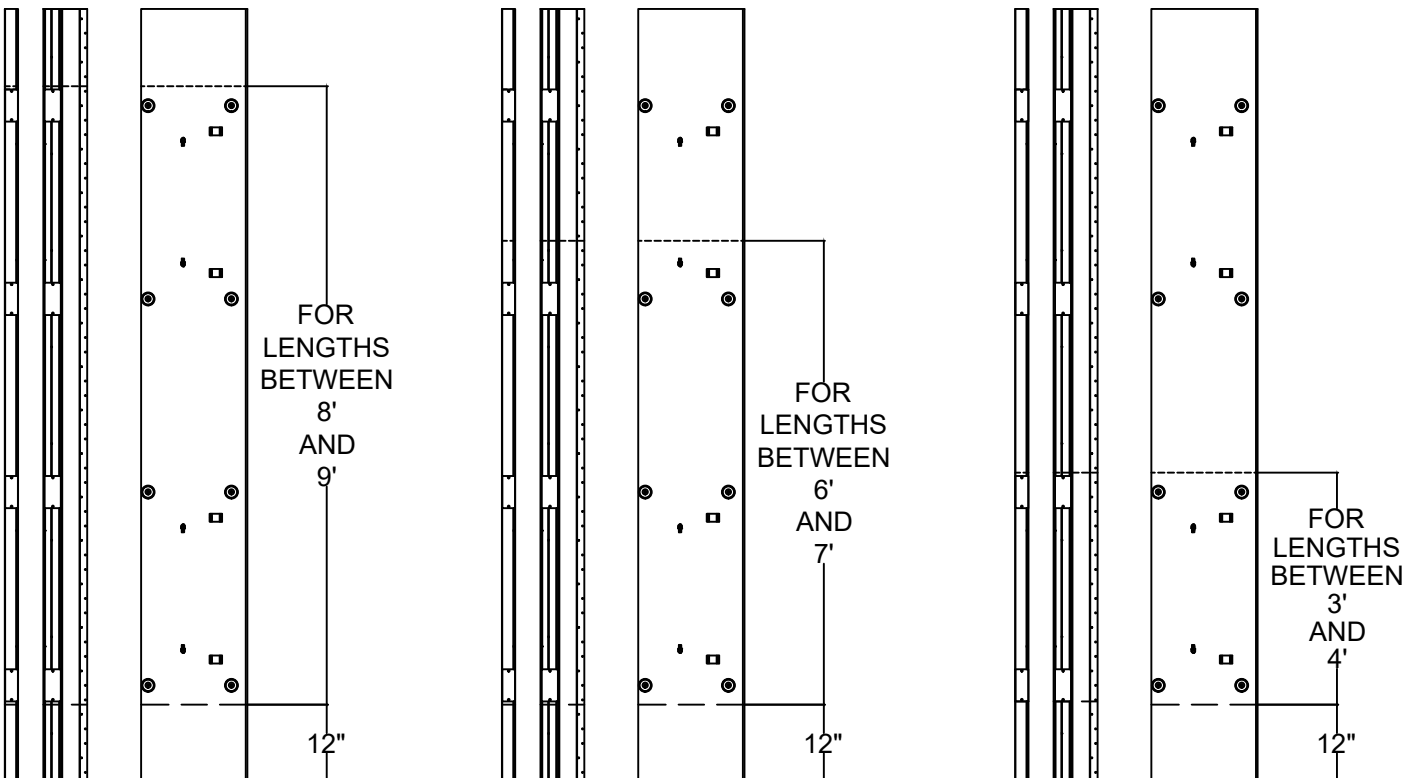 FOR
LENGTHS
BETWEEN
8'
AND
9'
12"
FOR
LENGTHS
BETWEEN
6'
AND
7'
12"
FOR
LENGTHS
BETWEEN
3'
AND
4'
12"